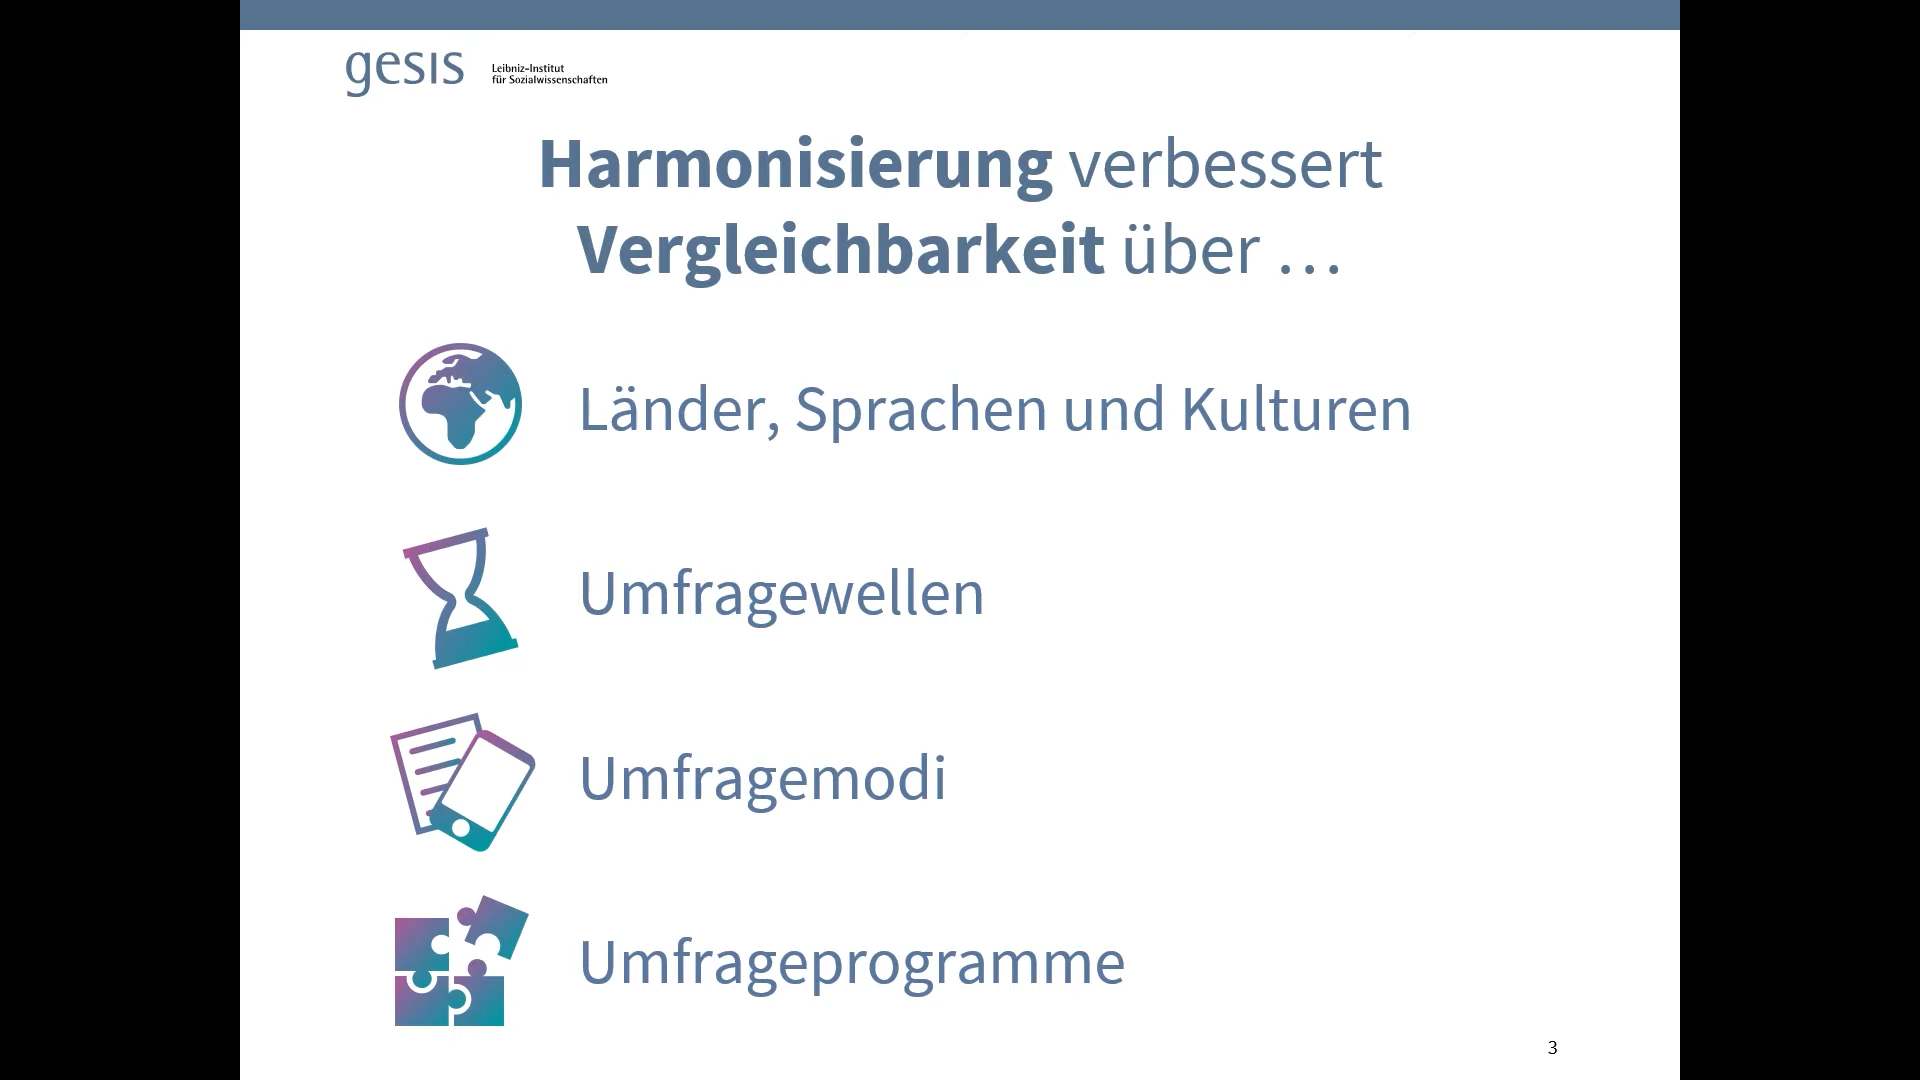 gesis
Leibniz-Institut
für Sozialwissenschaften
Harmonisierung verbessert
Vergleichbarkeit über …
Länder, Sprachen und Kulturen
Umfragewellen
Umfragemodi
Umfrageprogramme
3